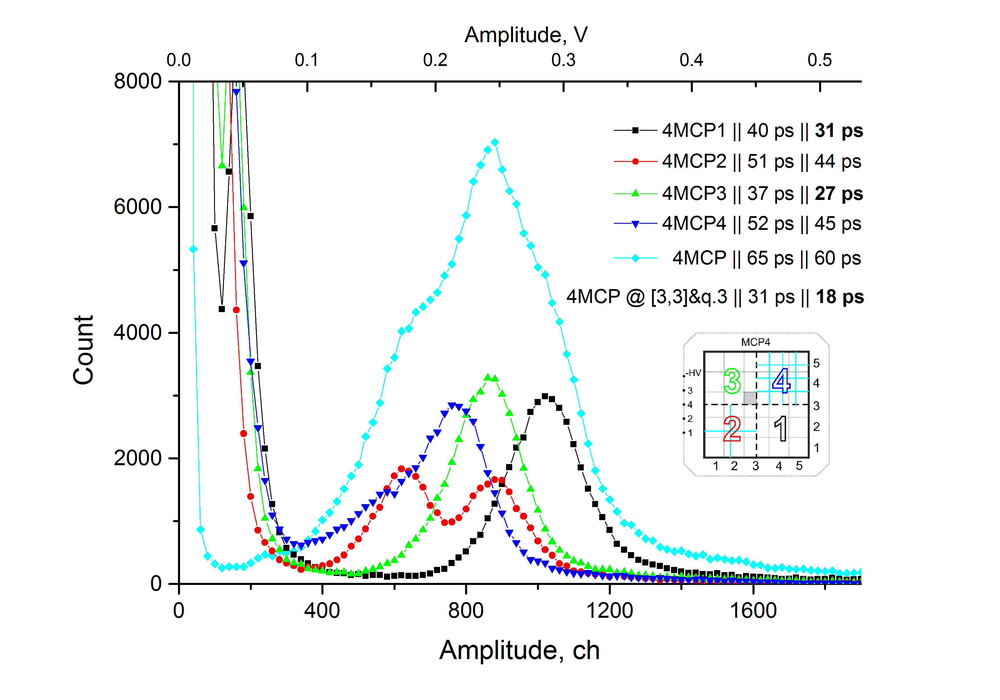 Amplitude, V
0.0 0.1 0.2 0.3 0.4 0.5
8000
6000
4000
2000
0
Count
4MCP1 || 40 ps || 31 ps
4MCP2 || 51 ps || 44 ps
4MCP3 || 37 ps || 27 ps
4MCP4 || 52 ps || 45 ps
4MCP || 65 ps || 60 ps
4MCP @ [3,3]&q.3 || 31 ps || 18 ps
MCP4
-HV
3
4
2
1
3 4
2 1
5
4
3
2
1
1 2 3 4 5
0 400 800 1200 1600
Amplitude, ch